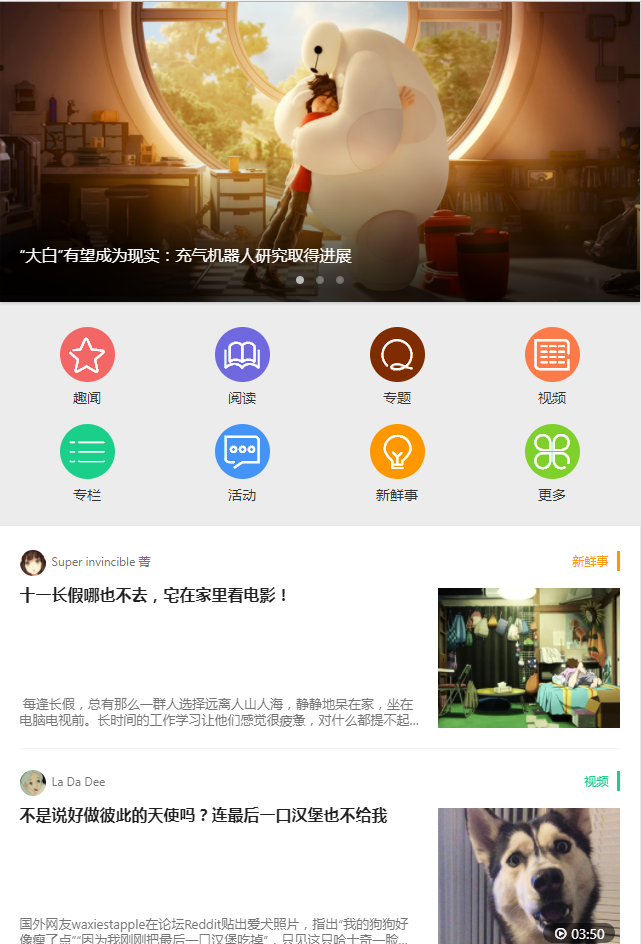 “大白”有望成为现实：充气机器人研究取得进展
趣闻 阅读 专题 视频
专栏 活动 新鲜事 更多
Super invincible 菁 新鲜事
十一长假哪也不去，宅在家里看电影！
每逢长假，总有那么一群人选择远离人山人海，静静地呆在家，坐在
电脑电视前。长时间的工作学习让他们感觉很疲惫，对什么都提不起...
La Da Dee 视频
不是说好做彼此的天使吗？连最后一口汉堡也不给我
国外网友waxiestapple在论坛Reddit贴出爱犬照片，指出“我的狗狗好
像瘦了点”“因为我刚刚把最后一口汉堡吃掉”，只见这只哈士奇一脸...
03:50